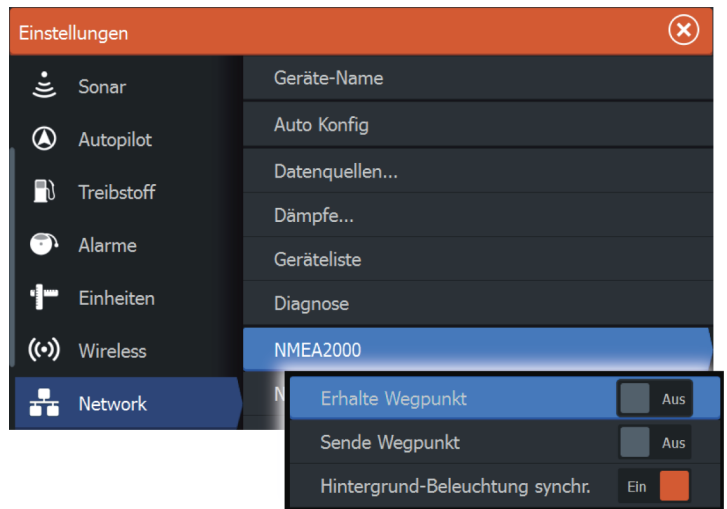 Einstellungen
Sonar
Autopilot
Treibstoff
Alarme
Einheiten
Wireless
Network
Geräte-Name
Auto Konfig
Datenquellen...
Dämpfe...
Geräteliste
Diagnose
NMEA2000
Erhalte Wegpunkt Aus
Sende Wegpunkt Aus
Hintergrund-Beleuchtung synchr. Ein